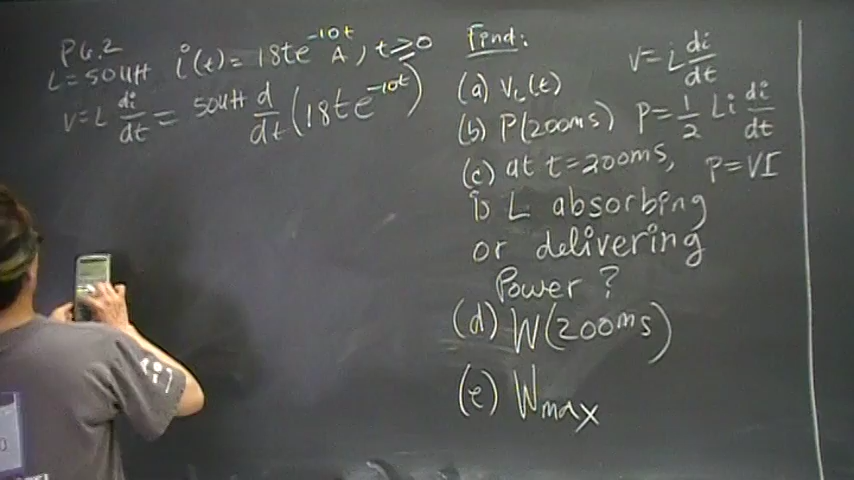 P6.2
L=50uH i(t)=18te^-10t A, t≥0
v=L di/dt = 50uH d/dt (18te^-10t)
Find:
v=L di/dt
(a) vL(t)
(b) P(200ms) P=1/2 Li di/dt
(c) at t=200ms, P=VI
is L absorbing
or delivering
Power?
(d) W(200ms)
(e) Wmax